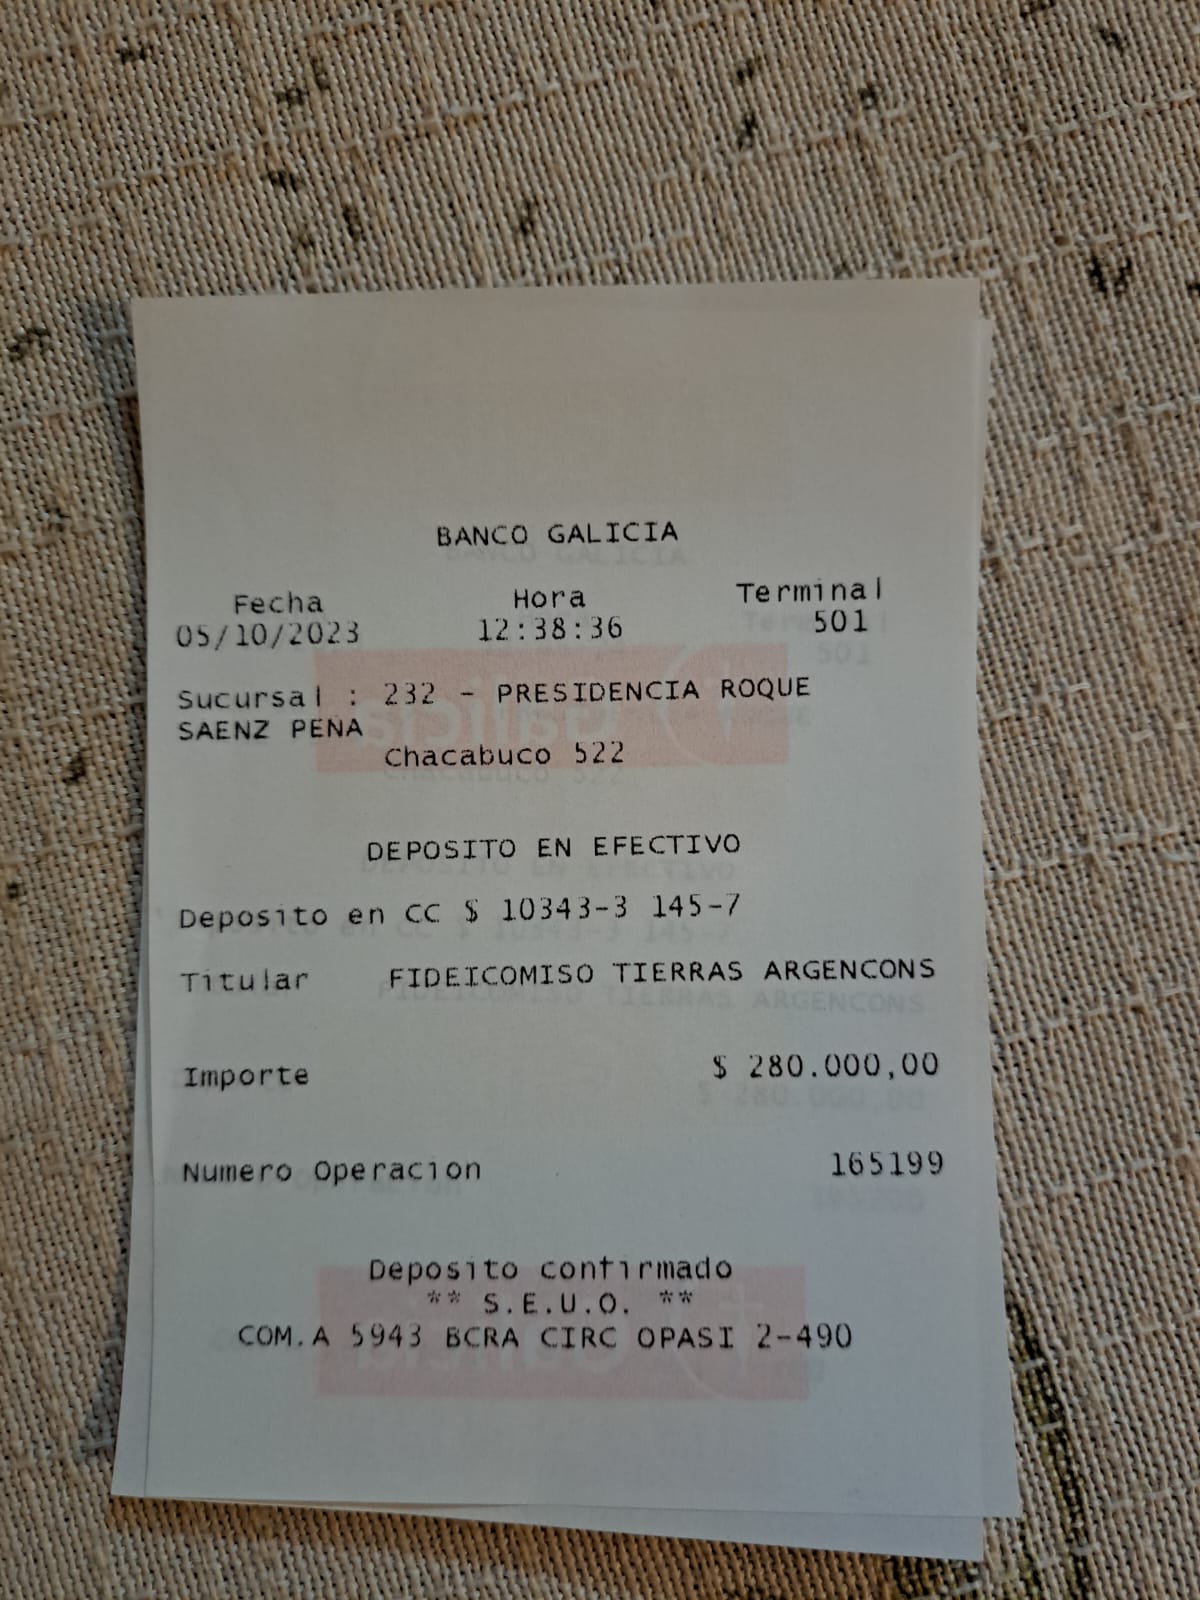 BANCO GALICIA
Fecha Hora Terminal
05/10/2023 12:38:36 501
Sucursal : 232 - PRESIDENCIA ROQUE
SAENZ PENA
Chacabuco 522
DEPOSITO EN EFECTIVO
Deposito en CC $ 10343-3 145-7
Titular FIDEICOMISO TIERRAS ARGENCONS
Importe $ 280.000,00
Numero Operacion 165199
Deposito confirmado
** S.E.U.O. **
COM.A 5943 BCRA CIRC OPASI 2-490